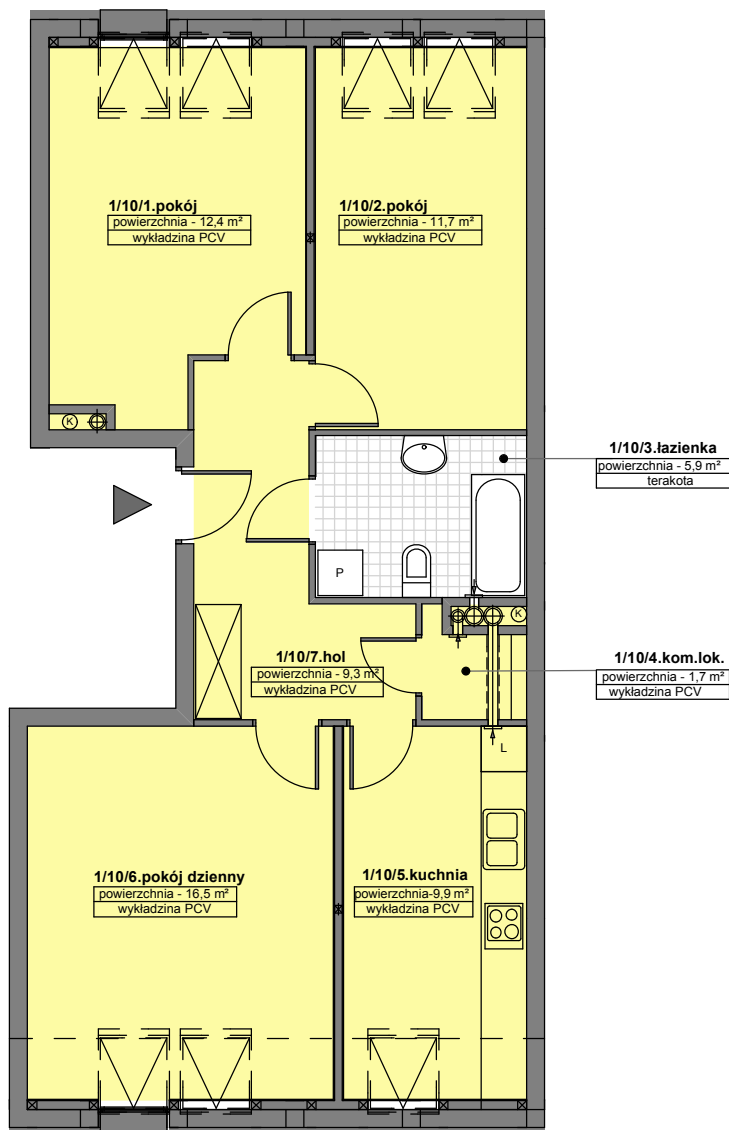 1/10/1.pokój
powierzchnia - 12,4 m²
wykładzina PCV
1/10/2.pokój
powierzchnia - 11,7 m²
wykładzina PCV
K
1/10/3.łazienka
powierzchnia - 5,9 m²
terakota
P
K
1/10/7.hol
powierzchnia - 9,3 m²
wykładzina PCV
1/10/4.kom.lok.
powierzchnia - 1,7 m²
wykładzina PCV
L
1/10/6.pokój dzienny
powierzchnia - 16,5 m²
wykładzina PCV
1/10/5.kuchnia
powierzchnia-9,9 m²
wykładzina PCV